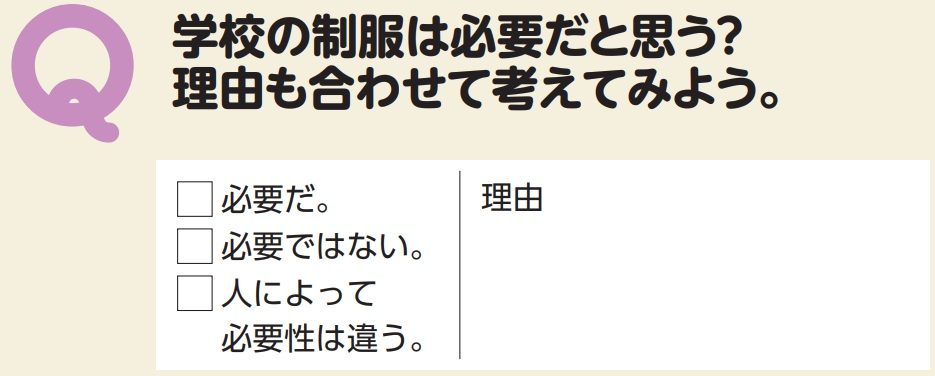 Q
学校の制服は必要だと思う?
理由も合わせて考えてみよう。
□ 必要だ。
□ 必要ではない。
□ 人によって
必要性は違う。
理由